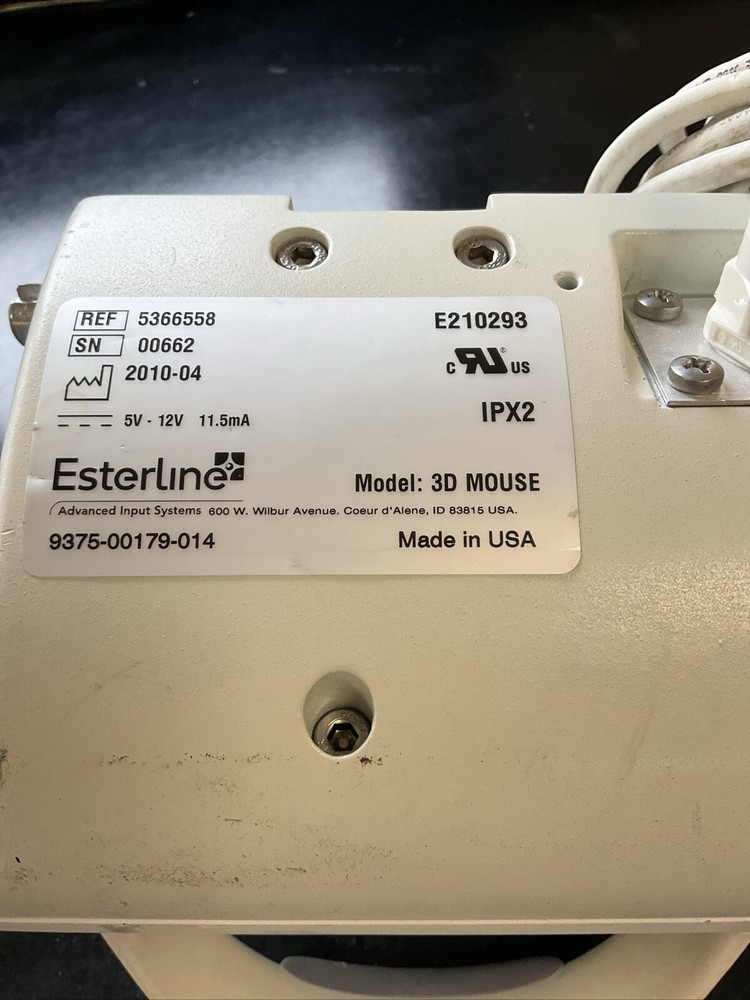 REF 5366558
E210293
SN 00662
2010-04
c RU® US
5V - 12V 11.5mA
IPX2
Esterline
Model: 3D MOUSE
Advanced Input Systems 600 W. Wilbur Avenue. Coeur d'Alene, ID 83815 USA.
9375-00179-014
Made in USA